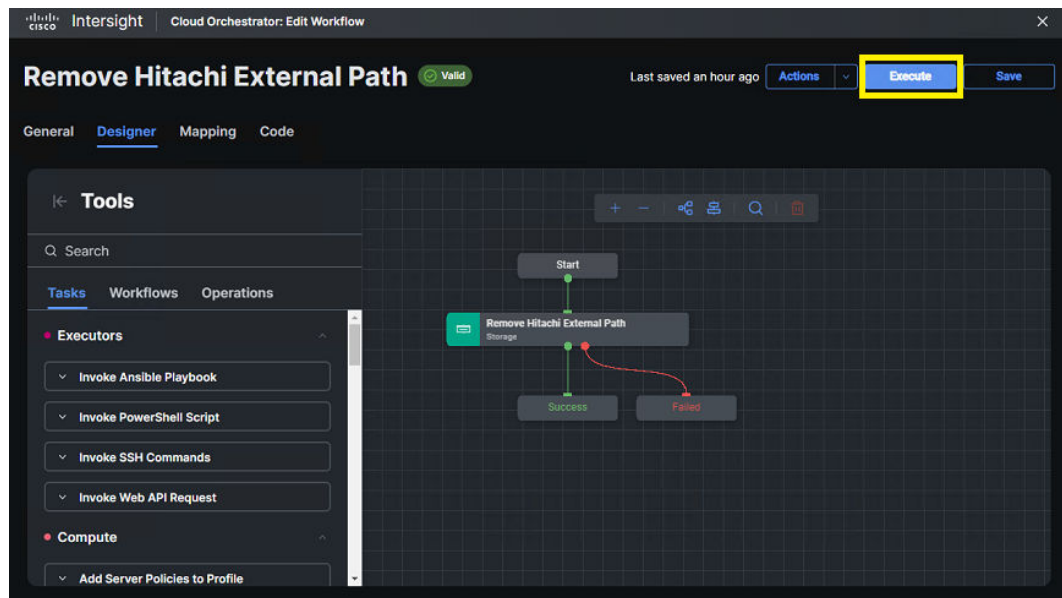 cisco Intersight Cloud Orchestrator: Edit Workflow
Remove Hitachi External Path Valid Last saved an hour ago Actions Execute Save
General Designer Mapping Code
Tools
Search
Start
Tasks Workflows Operations
Remove Hitachi External Path
Storage
Executors
Invoke Ansible Playbook
Success Failed
Invoke PowerShell Script
Invoke SSH Commands
Invoke Web API Request
Compute
Add Server Policies to Profile